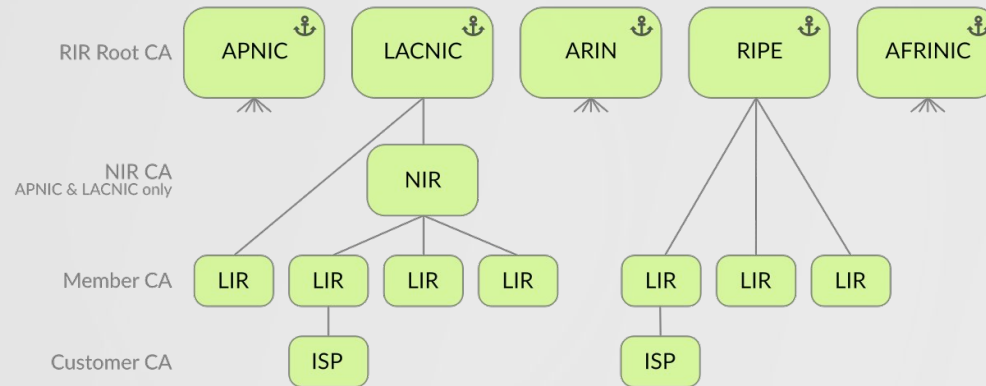 RIR Root CA APNIC LACNIC ARIN RIPE AFRINIC
NIR CA
APNIC & LACNIC only
NIR
Member CA LIR LIR LIR LIR LIR LIR LIR
Customer CA ISP ISP